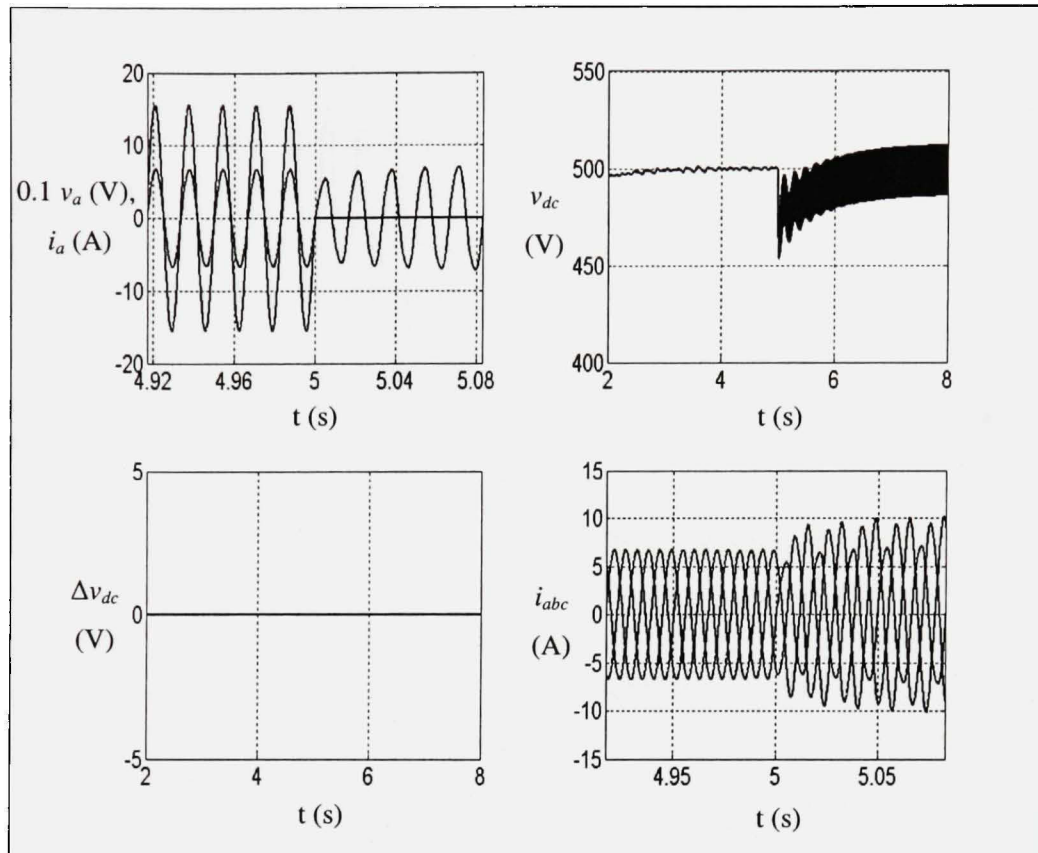 20
10
0
-10
-20
0.1 v_a (V),
i_a (A)
4.92
4.96
5
5.04
5.08
t (s)
550
500
450
400
v_dc
(V)
2
4
6
8
t (s)
5
0
-5
Δv_dc
(V)
2
4
6
8
t (s)
15
10
5
0
-5
-10
-15
i_abc
(A)
4.95
5
5.05
t (s)